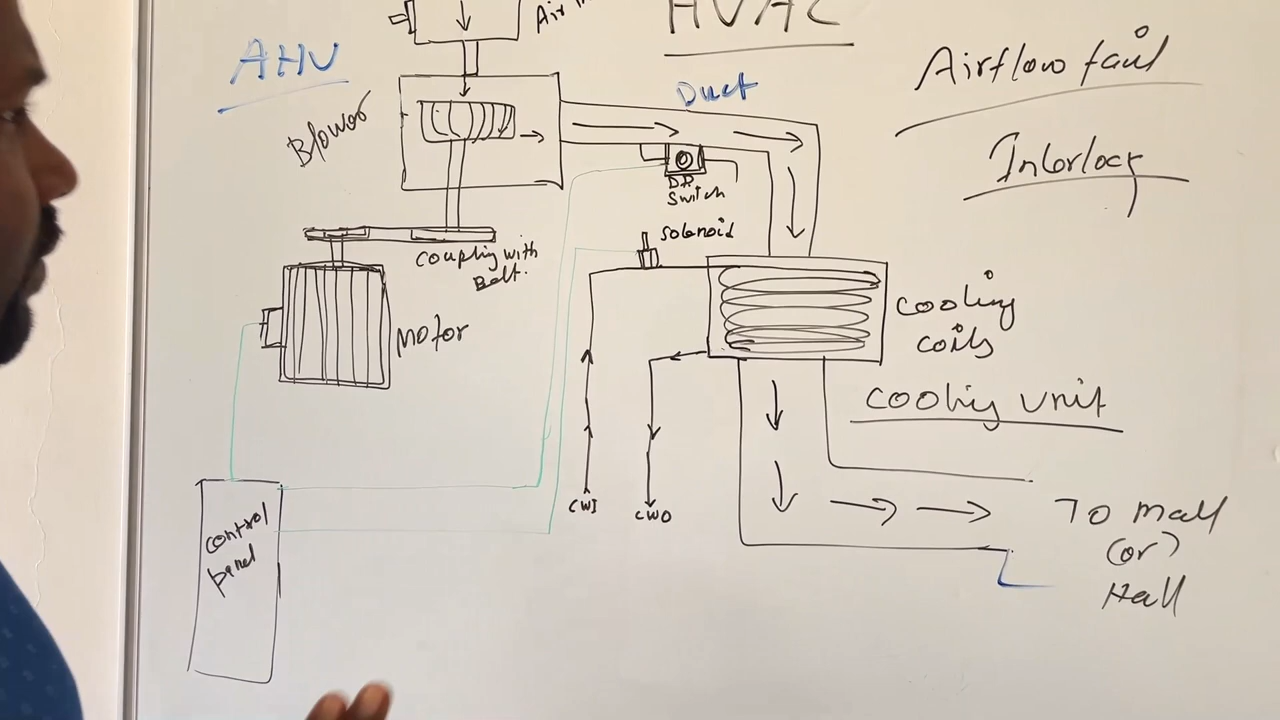 HVAC
Air
AHU
Duct
Airflow fail
Interlock
Blower
DP
Switch
Solenoid
Coupling with
Belt.
Motor
Cooling
coils
Cooling unit
CWI
CWO
Control
panel
To Mall
(or)
Hall